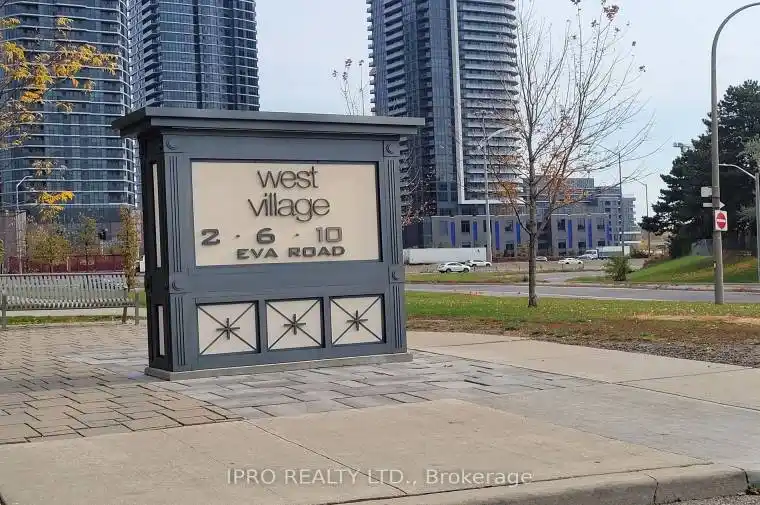 west
village
2 · 6 · 10
EVA ROAD
IPRO REALTY LTD., Brokerage